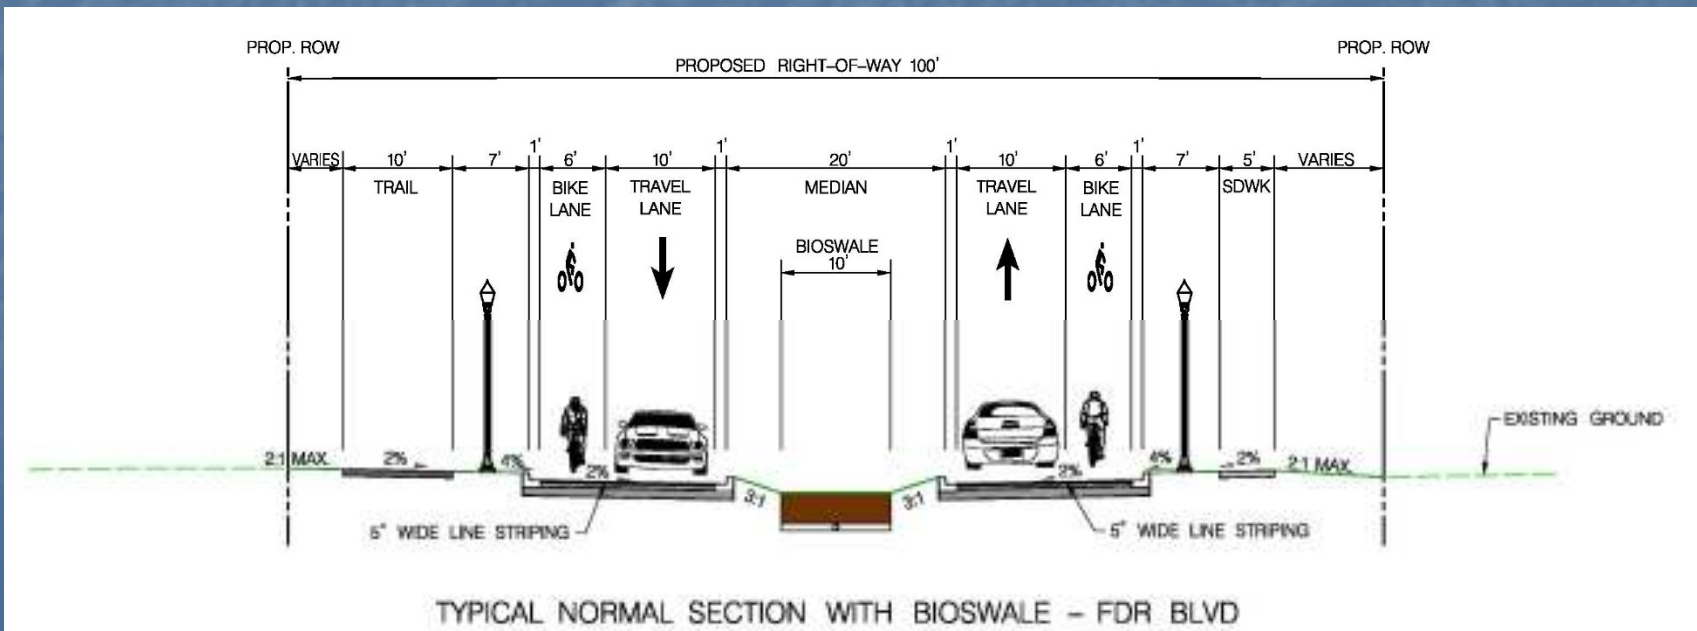 PROP. ROW
PROP. ROW
PROPOSED RIGHT-OF-WAY 100'
1'
1'
1'
1'
VARIES
10'
7'
6'
10'
20'
10'
6'
7'
5'
VARIES
TRAIL
BIKE
LANE
TRAVEL
LANE
MEDIAN
TRAVEL
LANE
BIKE
LANE
SDWK
BIOSWALE
10'
EXISTING GROUND
2:1 MAX.
2%
4%
2%
3:1
3:1
2%
4%
2%
2:1 MAX.
5" WIDE LINE STRIPING
5" WIDE LINE STRIPING
TYPICAL NORMAL SECTION WITH BIOSWALE - FDR BLVD